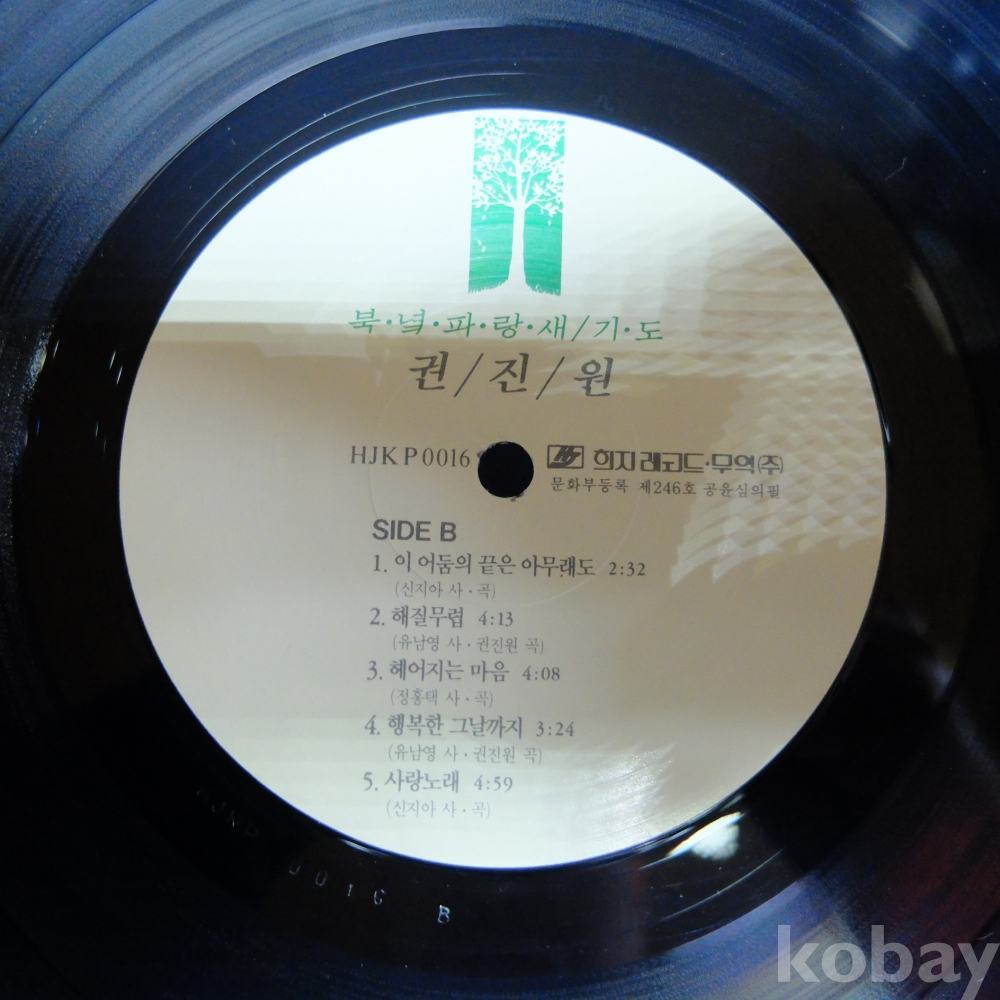 북·녘·파·랑·새/기·도
권/진/원
HJKP0016
희지레코드·무역(주)
문화부등록 제246호 공윤심의필
SIDE B
1. 이 어둠의 끝은 아무래도 2:32
(신지아 사·곡)
2. 해질무렵 4:13
(유남영 사·권진원 곡)
3. 헤어지는 마음 4:08
(정홍택 사·곡)
4. 행복한 그날까지 3:24
(유남영 사·권진원 곡)
5. 사랑노래 4:59
(신지아 사·곡)
B
kobay